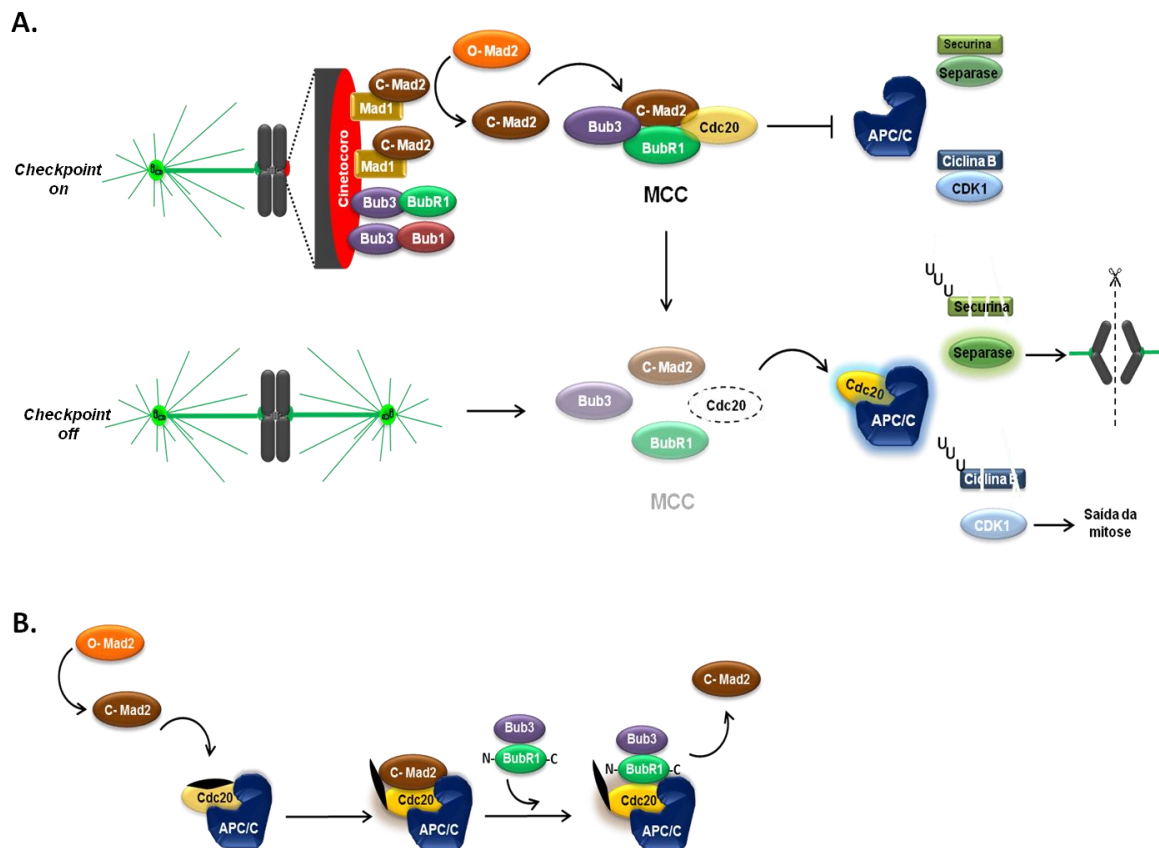 A.
O- Mad2
Securina
Separase
C- Mad2
Mad1
C- Mad2
C- Mad2
Bub3
Cdc20
BubR1
APC/C
Checkpoint
on
Cinetocoro
C- Mad2
Mad1
MCC
Ciclina B
CDK1
Bub3
BubR1
Bub3
Bub1
U
U
U
Securina
Separase
C- Mad2
Bub3
Cdc20
BubR1
Cdc20
APC/C
Checkpoint
off
MCC
U
U
U
Ciclina B
CDK1
Saída da
mitose
B.
O- Mad2
C- Mad2
Cdc20
APC/C
C- Mad2
Cdc20
APC/C
Bub3
N- BubR1 -C
Bub3
N- BubR1 -C
Cdc20
APC/C
C- Mad2